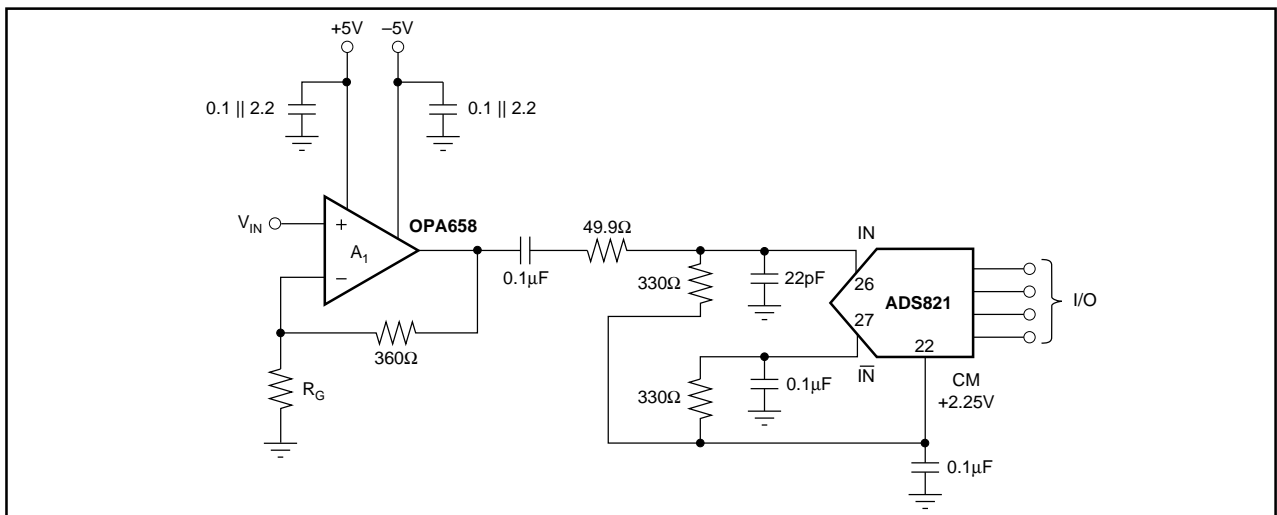 +5V
–5V
0.1 || 2.2
0.1 || 2.2
V_IN
+
A_1
–
OPA658
0.1µF
49.9Ω
360Ω
R_G
330Ω
22pF
IN
26
ADS821
27
22
I̅N̅
I/O
330Ω
0.1µF
CM
+2.25V
0.1µF